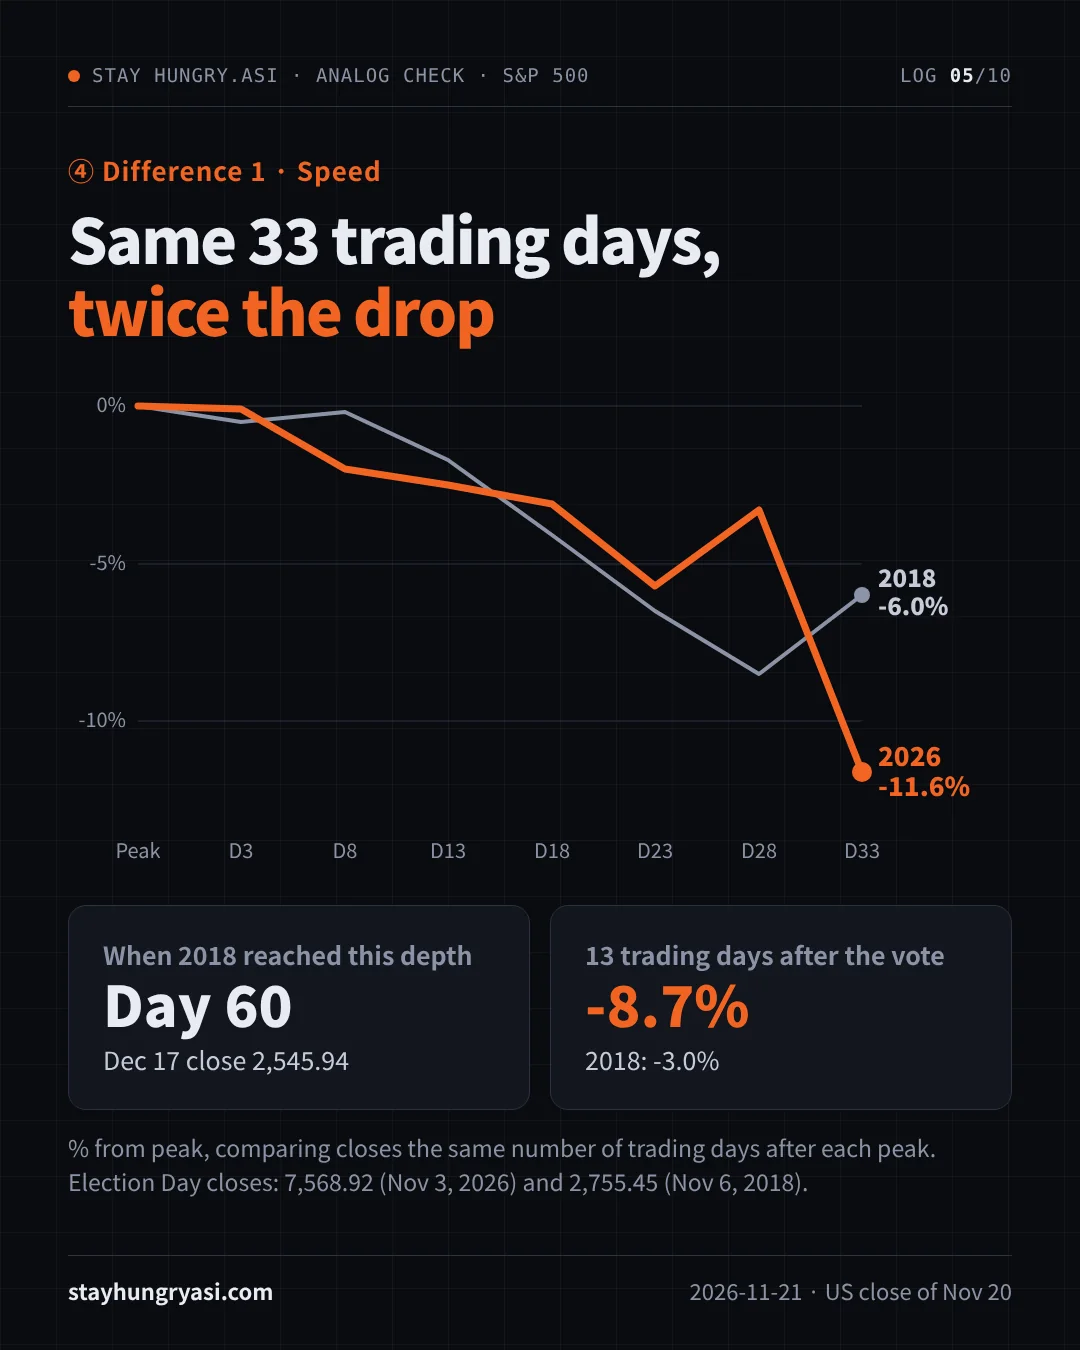 STAY HUNGRY.ASI · ANALOG CHECK · S&P 500
LOG 05/10
④ Difference 1 · Speed
Same 33 trading days,
twice the drop
0%
-5%
-10%
2018
-6.0%
2026
-11.6%
Peak D3 D8 D13 D18 D23 D28 D33
When 2018 reached this depth
Day 60
Dec 17 close 2,545.94
13 trading days after the vote
-8.7%
2018: -3.0%
% from peak, comparing closes the same number of trading days after each peak.
Election Day closes: 7,568.92 (Nov 3, 2026) and 2,755.45 (Nov 6, 2018).
stayhungryasi.com
2026-11-21 · US close of Nov 20